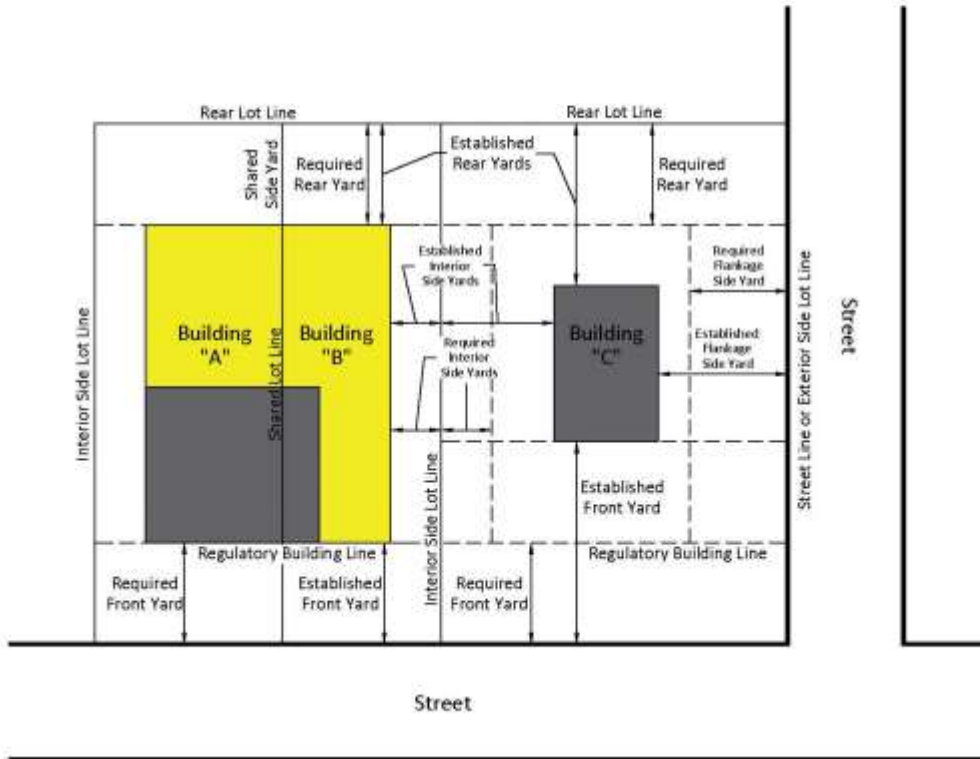 Rear Lot Line
Rear Lot Line
Shared
Side Yard
Required
Rear Yard
Established
Rear Yards
Required
Rear Yard
Established
Interior
Side Yards
Required
Flankage
Side Yard
Building
"A"
Building
"B"
Building
"C"
Required
Interior
Side Yards
Established
Flankage
Side Yard
Interior Side Lot Line
Shared Lot Line
Interior Side Lot Line
Street Line or Exterior Side Lot Line
Street
Established
Front Yard
Regulatory Building Line
Regulatory Building Line
Required
Front Yard
Established
Front Yard
Required
Front Yard
Street